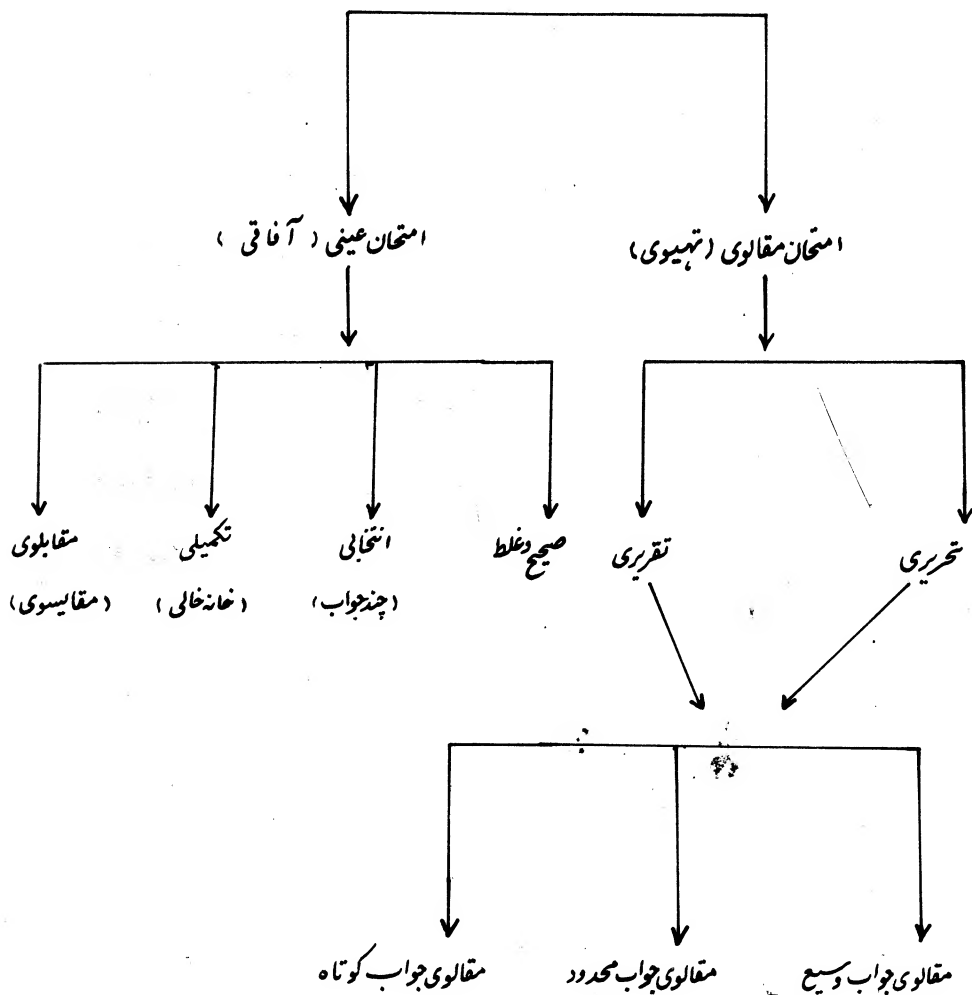 امتحان مقالوی (تهیوی)
امتحان عینی (آفاقی)
تحریری
تقریری
صحیح وغلط
انتخابی
(چندجواب)
تکمیلی
(خانه خالی)
مقابلوی
(مقایسوی)
مقالوی جواب وسیع
مقالوی جواب محدود
مقالوی جواب کوتاه